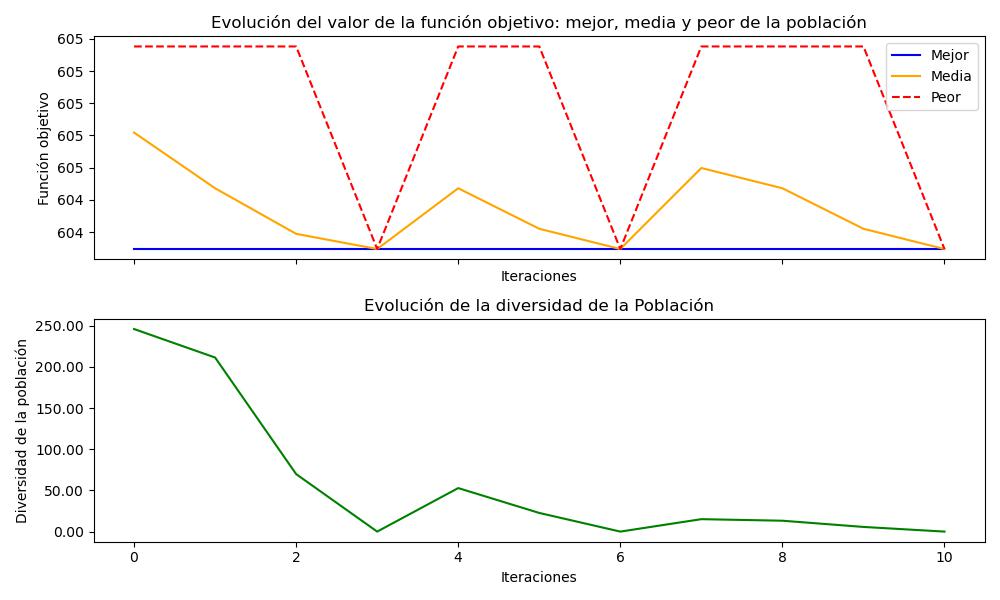 Evolución del valor de la función objetivo: mejor, media y peor de la población
605
605
605
605
605
604
604
Función objetivo
Mejor
Media
Peor
Iteraciones
Evolución de la diversidad de la Población
250.00
200.00
150.00
100.00
50.00
0.00
Diversidad de la población
0 2 4 6 8 10
Iteraciones